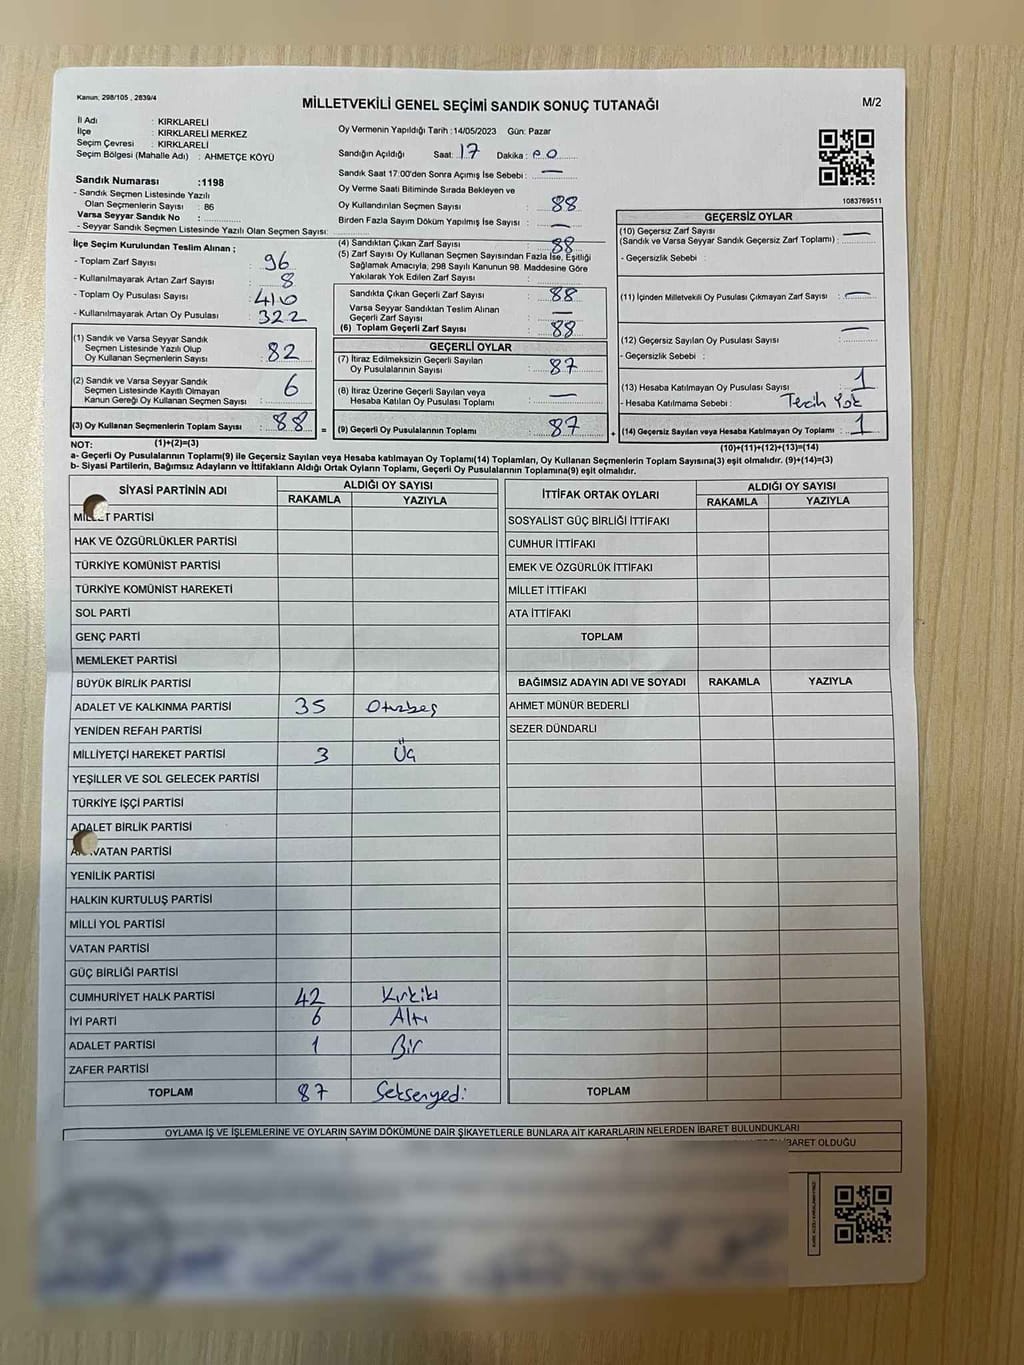 Kanun, 298/105 , 2839/4
MİLLETVEKİLİ GENEL SEÇİMİ SANDIK SONUÇ TUTANAĞI
M/2
İl Adı : KIRKLARELİ
İlçe : KIRKLARELİ MERKEZ
Seçim Çevresi : KIRKLARELİ
Seçim Bölgesi (Mahalle Adı) : AHMETÇE KÖYÜ
Sandık Numarası :1198
- Sandık Seçmen Listesinde Yazılı
Olan Seçmenlerin Sayısı : 86
Varsa Seyyar Sandık No :
- Seyyar Sandık Seçmen Listesinde Yazılı Olan Seçmen Sayısı:
Oy Vermenin Yapıldığı Tarih :14/05/2023 Gün: Pazar
Sandığın Açıldığı Saat: 17 Dakika :
Sandık Saat 17.00'den Sonra Açımış İse Sebebi : —
Oy Verme Saati Bitiminde Sırada Bekleyen ve
Oy Kullandırılan Seçmen Sayısı : 88
Birden Fazla Sayım Döküm Yapılmış İse Sayısı : —
1083769511
İlçe Seçim Kurulundan Teslim Alınan ;
- Toplam Zarf Sayısı : 96
- Kullanılmayarak Artan Zarf Sayısı : 8
- Toplam Oy Pusulası Sayısı : 410
- Kullanılmayarak Artan Oy Pusulası : 322
(1) Sandık ve Varsa Seyyar Sandık
Seçmen Listesinde Yazılı Olup
Oy Kullanan Seçmenlerin Sayısı : 82
(2) Sandık ve Varsa Seyyar Sandık
Seçmen Listesinde Kayıtlı Olmayan
Kanun Gereği Oy Kullanan Seçmen Sayısı : 6
(3) Oy Kullanan Seçmenlerin Toplam Sayısı : 88 =
(4) Sandıktan Çıkan Zarf Sayısı : 88
(5) Zarf Sayısı Oy Kullanan Seçmen Sayısından Fazla İse, Eşitliği
Sağlamak Amacıyla, 298 Sayılı Kanunun 98. Maddesine Göre
Yakılarak Yok Edilen Zarf Sayısı :
Sandıkta Çıkan Geçerli Zarf Sayısı : 88
Varsa Seyyar Sandıktan Teslim Alınan
Geçerli Zarf Sayısı : —
(6) Toplam Geçerli Zarf Sayısı : 88
GEÇERLİ OYLAR
(7) İtiraz Edilmeksizin Geçerli Sayılan
Oy Pusulalarının Sayısı : 87
(8) İtiraz Üzerine Geçerli Sayılan veya
Hesaba Katılan Oy Pusulası Toplamı : —
(9) Geçerli Oy Pusulalarının Toplamı : 87 +
GEÇERSİZ OYLAR
(10) Geçersiz Zarf Sayısı : —
(Sandık ve Varsa Seyyar Sandık Geçersiz Zarf Toplamı) :
- Geçersizlik Sebebi :
(11) İçinden Milletvekili Oy Pusulası Çıkmayan Zarf Sayısı : —
(12) Geçersiz Sayılan Oy Pusulası Sayısı : —
- Geçersizlik Sebebi :
(13) Hesaba Katılmayan Oy Pusulası Sayısı : 1
- Hesaba Katılmama Sebebi : Tercih Yok
(14) Geçersiz Sayılan veya Hesaba Katılmayan Oy Toplamı : 1
NOT: (1)+(2)=(3)
(10)+(11)+(12)+(13)=(14)
a- Geçerli Oy Pusulalarının Toplamı(9) ile Geçersiz Sayılan veya Hesaba katılmayan Oy Toplamı(14) Toplamları, Oy Kullanan Seçmenlerin Toplam Sayısına(3) eşit olmalıdır. (9)+(14)=(3)
b- Siyasi Partilerin, Bağımsız Adayların ve İttifakların Aldığı Ortak Oyların Toplamı, Geçerli Oy Pusulalarının Toplamına(9) eşit olmalıdır.
SİYASİ PARTİNİN ADI
ALDIĞI OY SAYISI
RAKAMLA YAZIYLA
MİLLET PARTİSİ
HAK VE ÖZGÜRLÜKLER PARTİSİ
TÜRKİYE KOMÜNİST PARTİSİ
TÜRKİYE KOMÜNİST HAREKETİ
SOL PARTİ
GENÇ PARTİ
MEMLEKET PARTİSİ
BÜYÜK BİRLİK PARTİSİ
ADALET VE KALKINMA PARTİSİ 35 Otuzbeş
YENİDEN REFAH PARTİSİ
MİLLİYETÇİ HAREKET PARTİSİ 3 Üç
YEŞİLLER VE SOL GELECEK PARTİSİ
TÜRKİYE İŞÇİ PARTİSİ
ADALET BİRLİK PARTİSİ
ANAVATAN PARTİSİ
YENİLİK PARTİSİ
HALKIN KURTULUŞ PARTİSİ
MİLLİ YOL PARTİSİ
VATAN PARTİSİ
GÜÇ BİRLİĞİ PARTİSİ
CUMHURİYET HALK PARTİSİ 42 Kırkiki
İYİ PARTİ 6 Altı
ADALET PARTİSİ 1 Bir
ZAFER PARTİSİ
TOPLAM 87 Seksenyedi
İTTİFAK ORTAK OYLARI
ALDIĞI OY SAYISI
RAKAMLA YAZIYLA
SOSYALİST GÜÇ BİRLİĞİ İTTİFAKI
CUMHUR İTTİFAKI
EMEK VE ÖZGÜRLÜK İTTİFAKI
MİLLET İTTİFAKI
ATA İTTİFAKI
TOPLAM
BAĞIMSIZ ADAYIN ADI VE SOYADI RAKAMLA YAZIYLA
AHMET MÜNÜR BEDERLİ
SEZER DÜNDARLI
TOPLAM
OYLAMA İŞ VE İŞLEMLERİNE VE OYLARIN SAYIM DÖKÜMÜNE DAİR ŞİKAYETLERLE BUNLARA AİT KARARLARIN NELERDEN İBARET BULUNDUKLARI
İBARET OLDUĞU